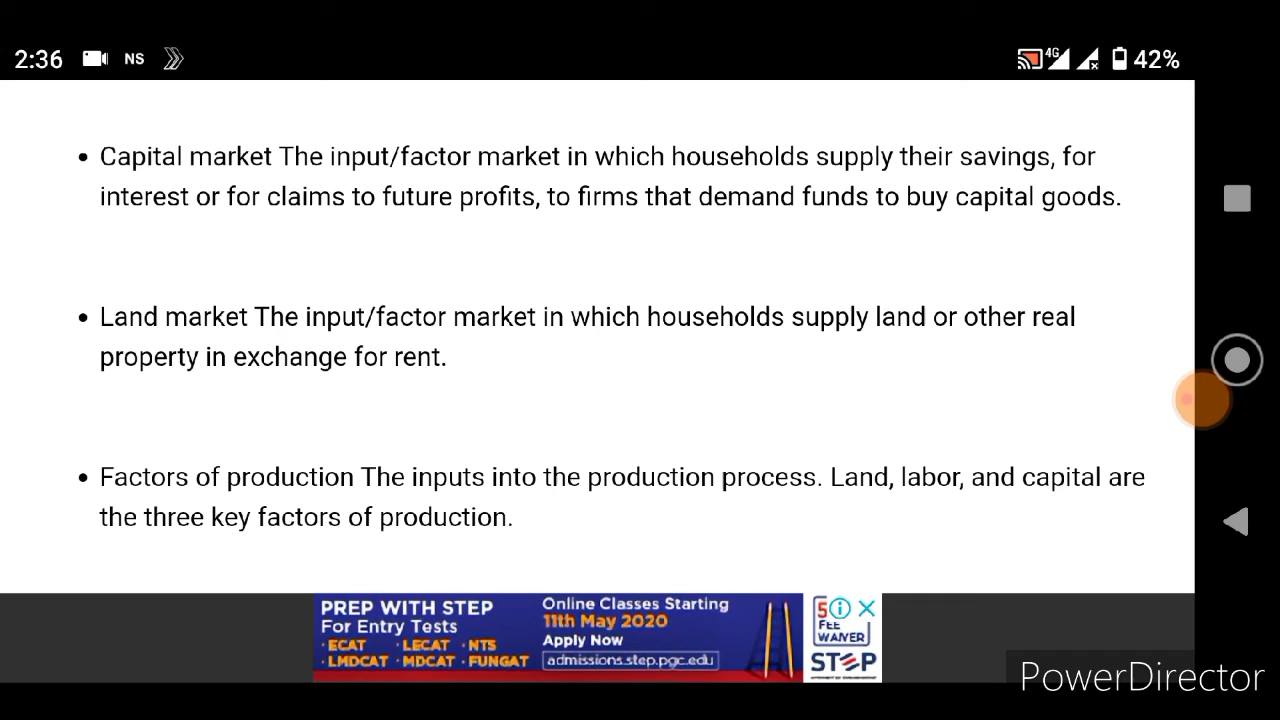 2:36 NS 4G 42%
• Capital market The input/factor market in which households supply their savings, for
interest or for claims to future profits, to firms that demand funds to buy capital goods.
• Land market The input/factor market in which households supply land or other real
property in exchange for rent.
• Factors of production The inputs into the production process. Land, labor, and capital are
the three key factors of production.
PREP WITH STEP
For Entry Tests
· ECAT · LECAT · NTS
· LMDCAT · MDCAT · FUNGAT
Online Classes Starting
11th May 2020
Apply Now
admissions.step.pgc.edu
5
FEE
WAIVER
STEP
PowerDirector